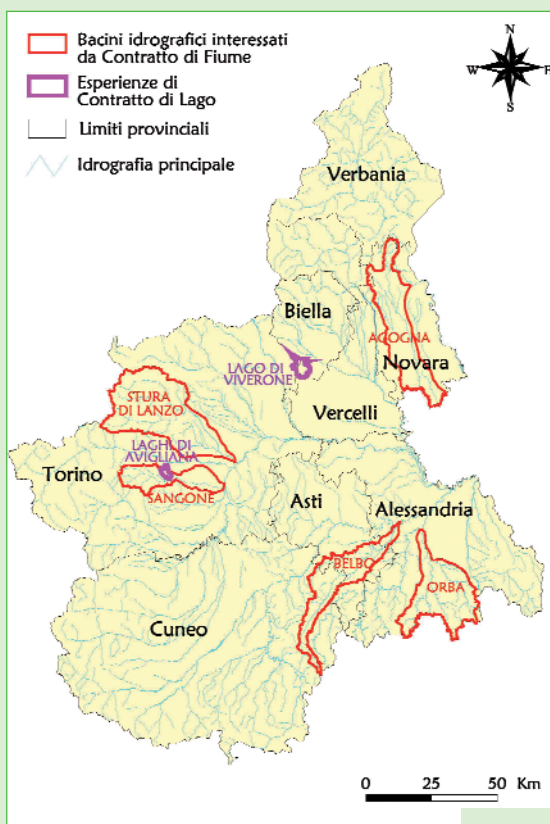 Bacini idrografici interessati
da Contratto di Fiume
Esperienze di
Contratto di Lago
Limiti provinciali
Idrografia principale
N
W E
S
Verbania
Biella
AGOGNA
Novara
LAGO DI
VIVERONE
Vercelli
STURA
DI LANZO
LAGHI DI
AVIGLIANA
Torino
SANGONE
Asti
Alessandria
BELBO
ORBA
Cuneo
0 25 50 Km